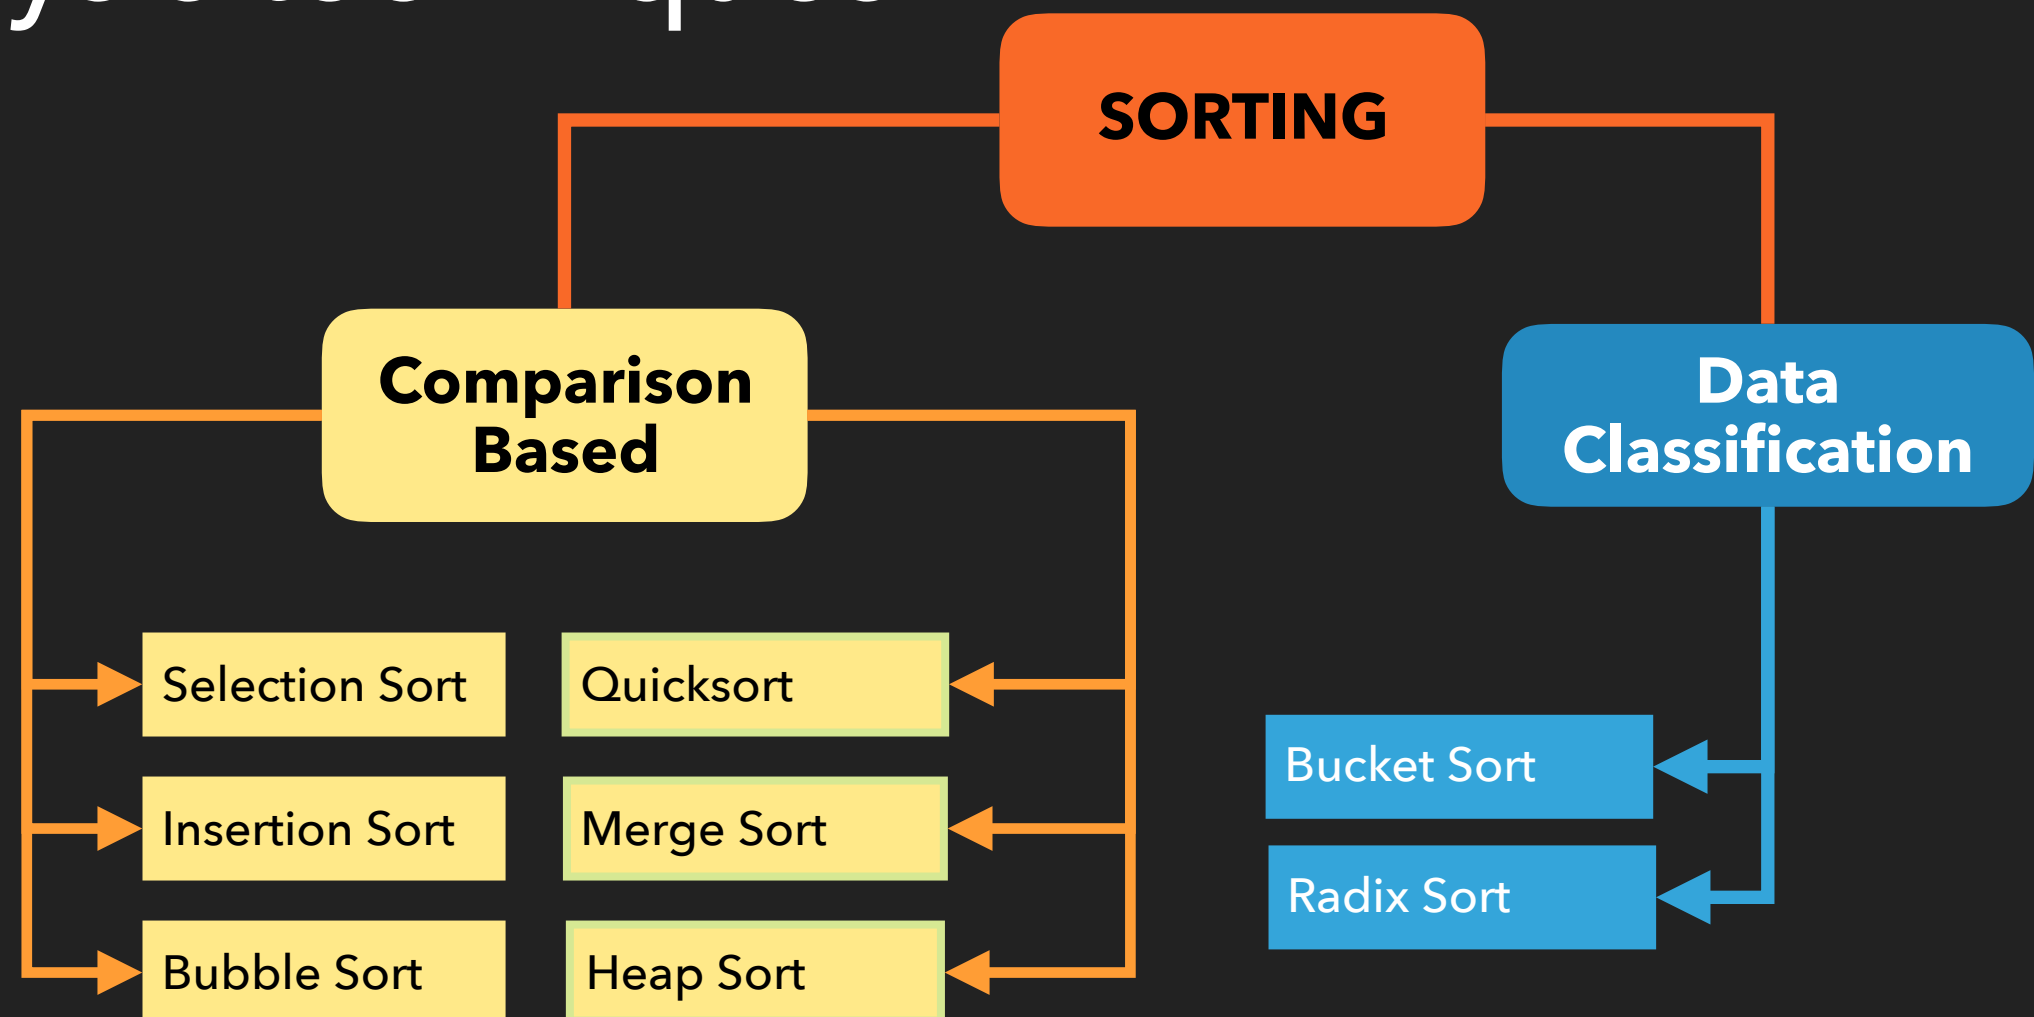 SORTING
Comparison
Based
Data
Classification
Selection Sort
Quicksort
Insertion Sort
Merge Sort
Bubble Sort
Heap Sort
Bucket Sort
Radix Sort